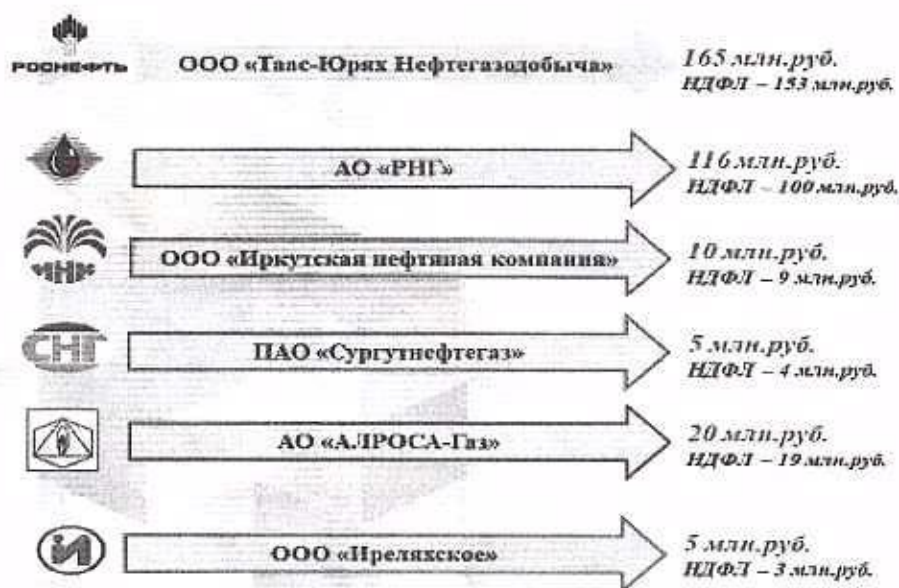 РОСНЕФТЬ
ООО «Таас-Юрях Нефтегазодобыча»
165 млн.руб.
НДФЛ – 153 млн.руб.
АО «РНГ»
116 млн.руб.
НДФЛ – 100 млн.руб.
ИНК
ООО «Иркутская нефтяная компания»
10 млн.руб.
НДФЛ – 9 млн.руб.
СНГ
ПАО «Сургутнефтегаз»
5 млн.руб.
НДФЛ – 4 млн.руб.
АО «АЛРОСА-Газ»
20 млн.руб.
НДФЛ – 19 млн.руб.
ООО «Иреляхское»
5 млн.руб.
НДФЛ – 3 млн.руб.